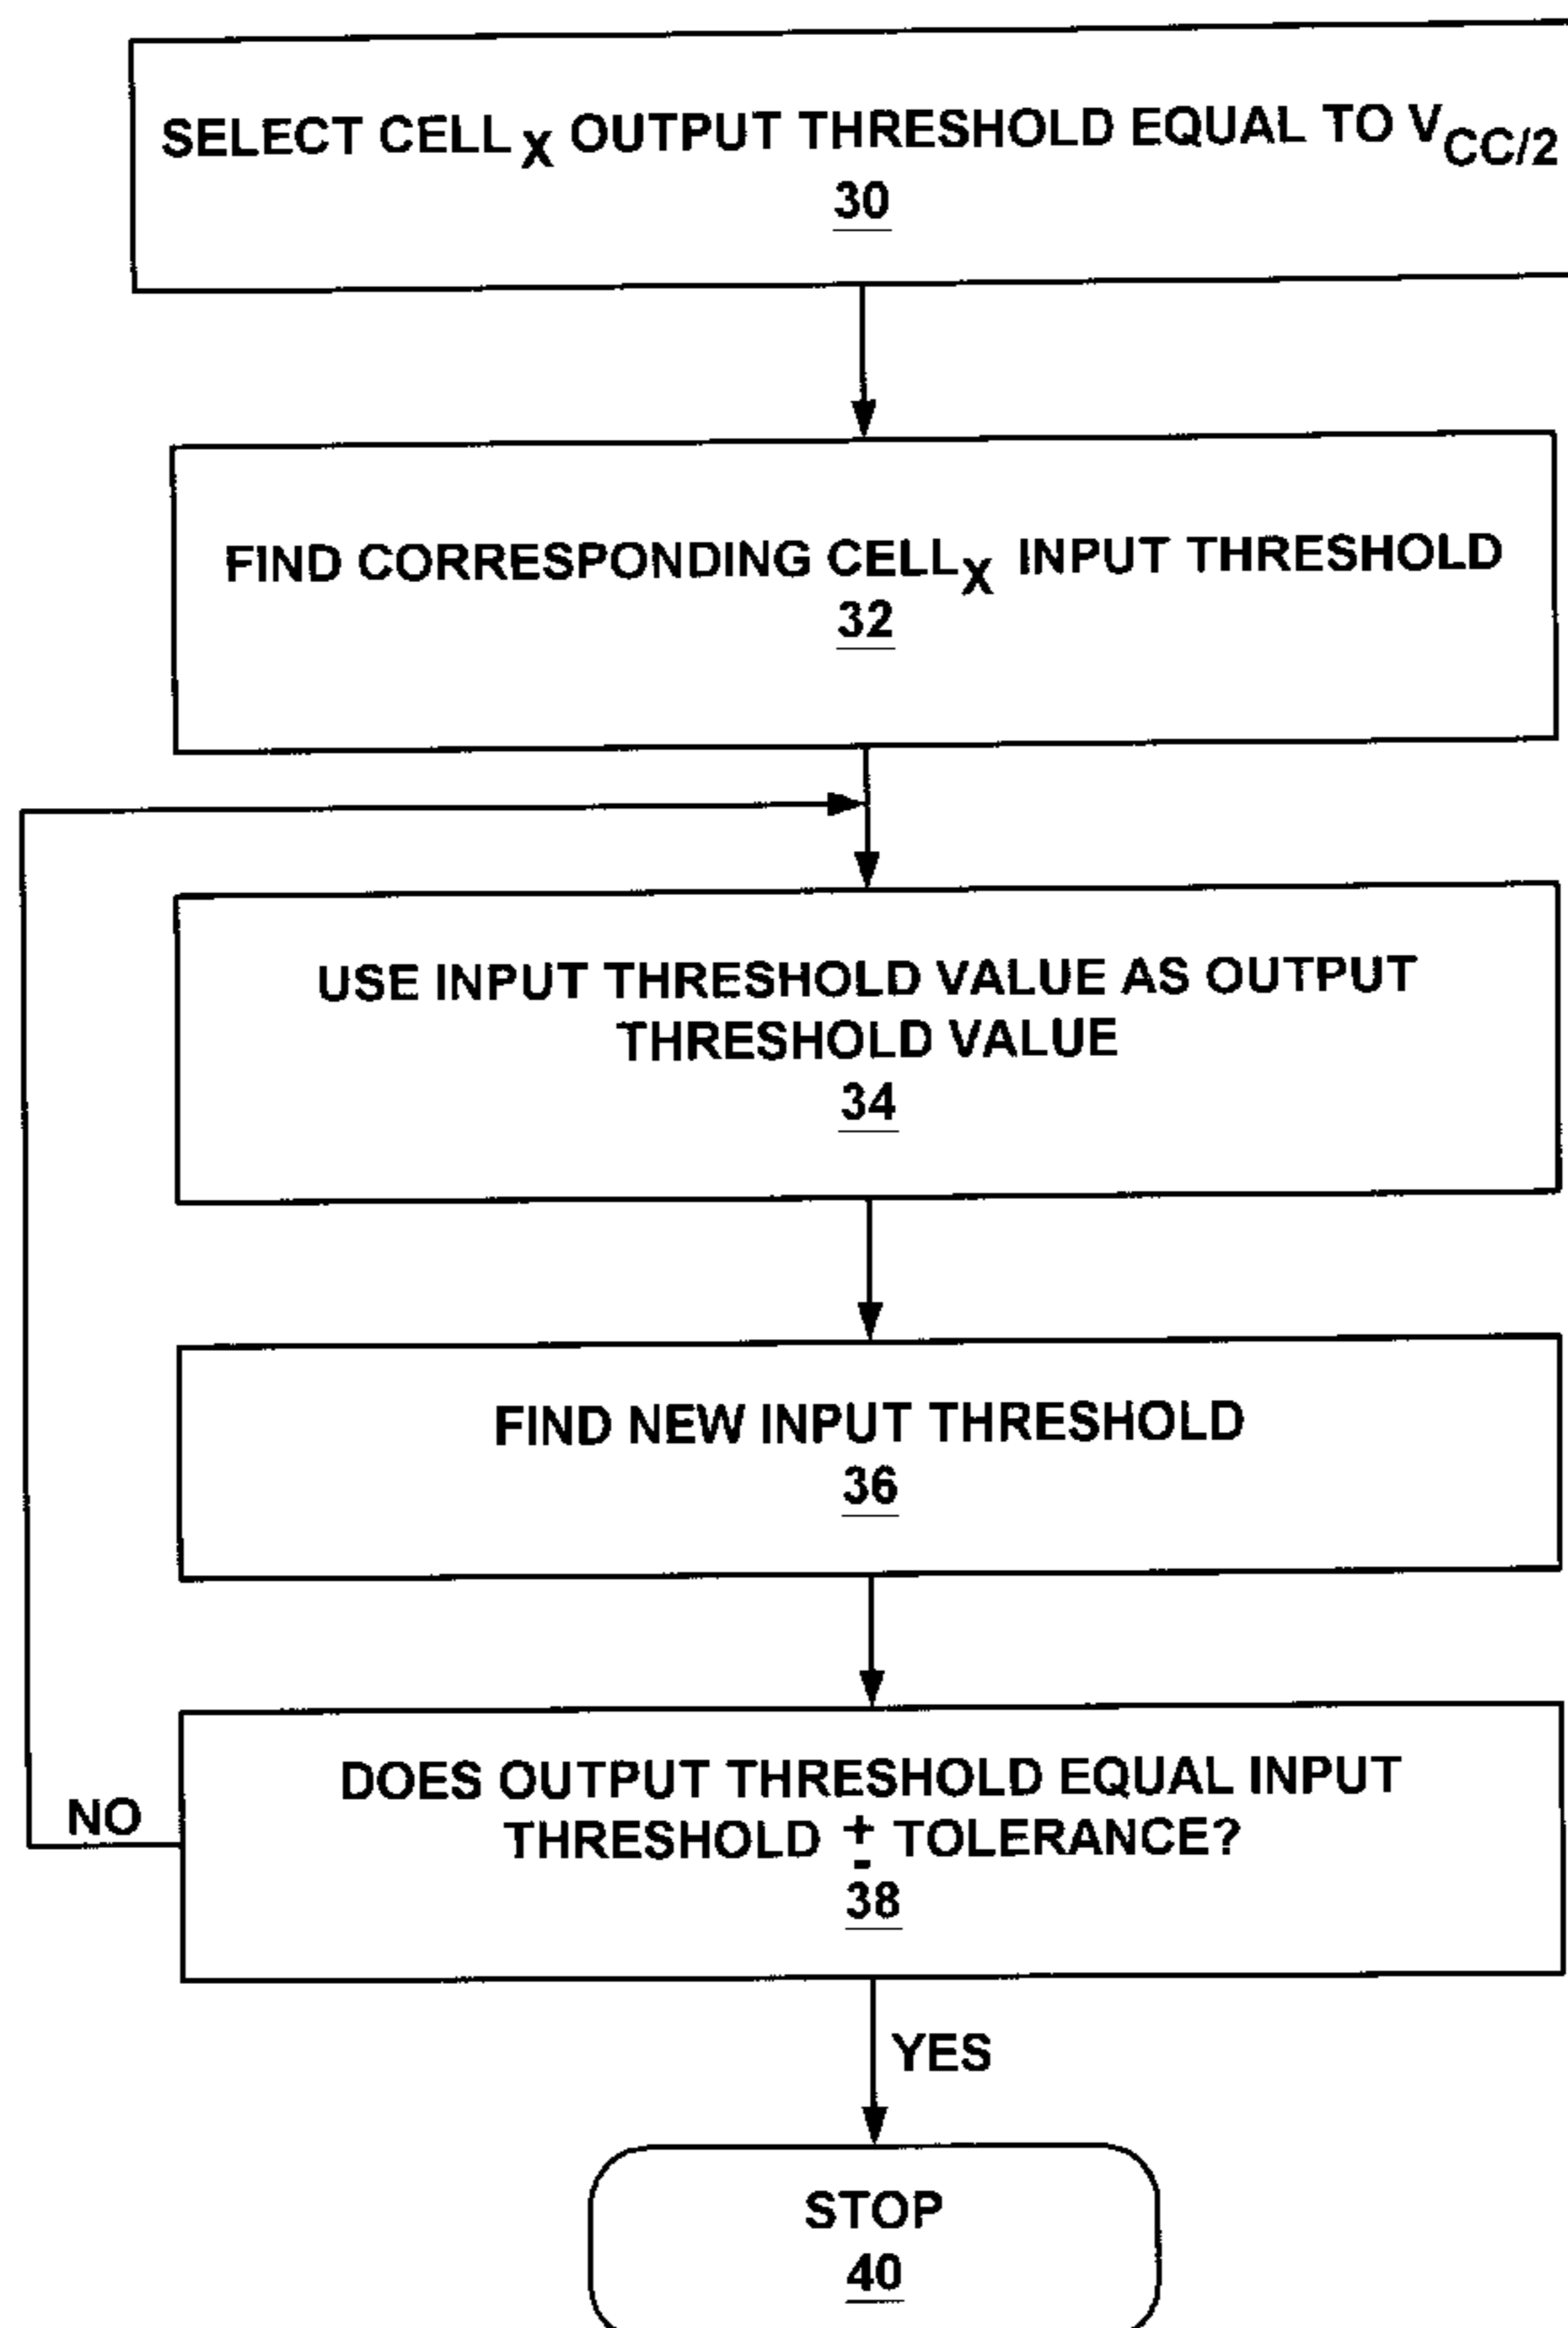 SELECT CELL X OUTPUT THRESHOLD EQUAL TO VCC/2
30
FIND CORRESPONDING CELLX INPUT THRESHOLD
32
USE INPUT THRESHOLD VALUE AS OUTPUT
THRESHOLD VALUE
34
FIND NEW INPUT THRESHOLD
36
DOES OUTPUT THRESHOLD EQUAL INPUT
THRESHOLD ± TOLERANCE?
38
NO
YES
STOP
40